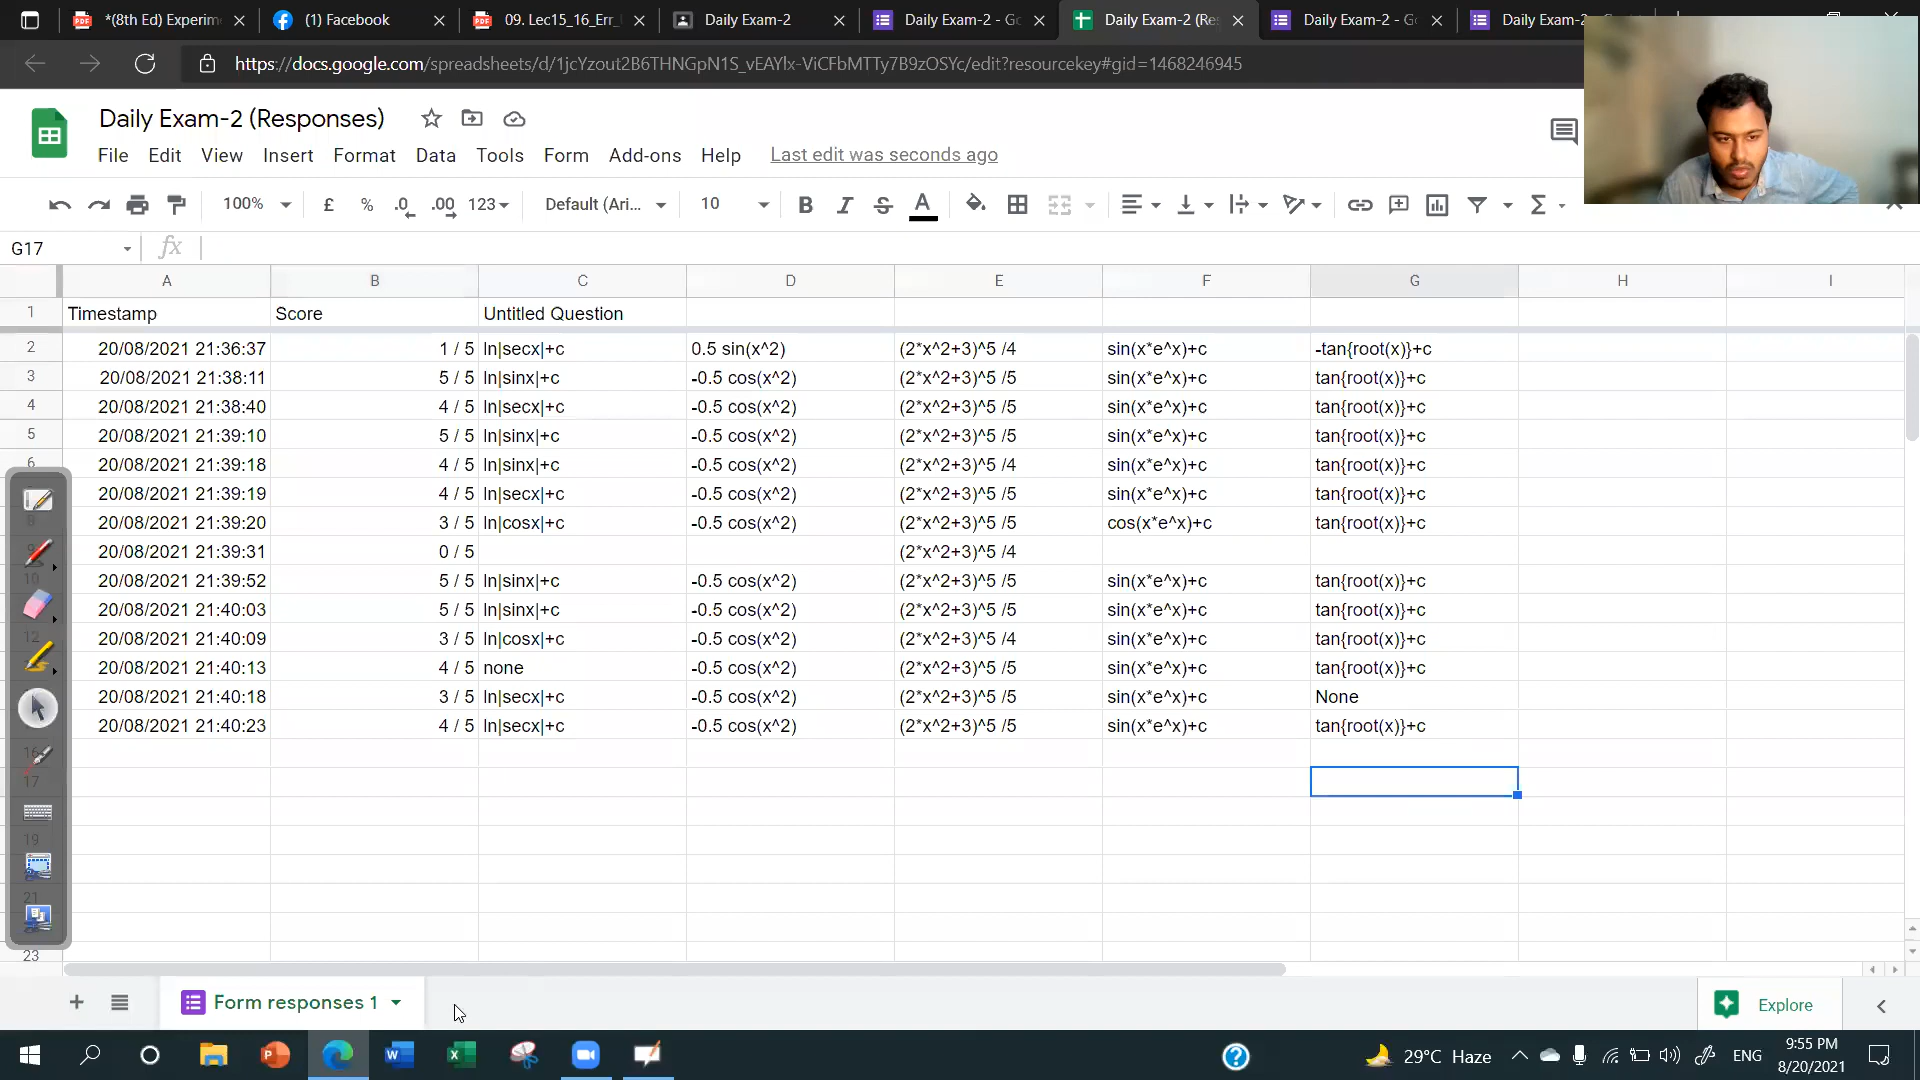 *(8th Ed) Experim
(1) Facebook
09. Lec15_16_Err_
Daily Exam-2
Daily Exam-2 - Go
Daily Exam-2 (Re
Daily Exam-2 - Go
Daily Exam-2
https://docs.google.com/spreadsheets/d/1jcYzout2B6THNGpN1S_vEAYlx-ViCFbMTTy7B9zOSYc/edit?resourcekey#gid=1468246945
Daily Exam-2 (Responses)
File Edit View Insert Format Data Tools Form Add-ons Help Last edit was seconds ago
100% £ % .0 .00 123 Default (Ari... 10 B I S A
G17 fx
A B C D E F G H I
1 Timestamp Score Untitled Question
2 20/08/2021 21:36:37 1 / 5 ln|secx|+c 0.5 sin(x^2) (2*x^2+3)^5 /4 sin(x*e^x)+c -tan{root(x)}+c
3 20/08/2021 21:38:11 5 / 5 ln|sinx|+c -0.5 cos(x^2) (2*x^2+3)^5 /5 sin(x*e^x)+c tan{root(x)}+c
4 20/08/2021 21:38:40 4 / 5 ln|secx|+c -0.5 cos(x^2) (2*x^2+3)^5 /5 sin(x*e^x)+c tan{root(x)}+c
5 20/08/2021 21:39:10 5 / 5 ln|sinx|+c -0.5 cos(x^2) (2*x^2+3)^5 /5 sin(x*e^x)+c tan{root(x)}+c
6 20/08/2021 21:39:18 4 / 5 ln|sinx|+c -0.5 cos(x^2) (2*x^2+3)^5 /4 sin(x*e^x)+c tan{root(x)}+c
20/08/2021 21:39:19 4 / 5 ln|secx|+c -0.5 cos(x^2) (2*x^2+3)^5 /5 sin(x*e^x)+c tan{root(x)}+c
8 20/08/2021 21:39:20 3 / 5 ln|cosx|+c -0.5 cos(x^2) (2*x^2+3)^5 /5 cos(x*e^x)+c tan{root(x)}+c
9 20/08/2021 21:39:31 0 / 5 (2*x^2+3)^5 /4
10 20/08/2021 21:39:52 5 / 5 ln|sinx|+c -0.5 cos(x^2) (2*x^2+3)^5 /5 sin(x*e^x)+c tan{root(x)}+c
20/08/2021 21:40:03 5 / 5 ln|sinx|+c -0.5 cos(x^2) (2*x^2+3)^5 /5 sin(x*e^x)+c tan{root(x)}+c
12 20/08/2021 21:40:09 3 / 5 ln|cosx|+c -0.5 cos(x^2) (2*x^2+3)^5 /4 sin(x*e^x)+c tan{root(x)}+c
20/08/2021 21:40:13 4 / 5 none -0.5 cos(x^2) (2*x^2+3)^5 /5 sin(x*e^x)+c tan{root(x)}+c
20/08/2021 21:40:18 3 / 5 ln|secx|+c -0.5 cos(x^2) (2*x^2+3)^5 /5 sin(x*e^x)+c None
20/08/2021 21:40:23 4 / 5 ln|secx|+c -0.5 cos(x^2) (2*x^2+3)^5 /5 sin(x*e^x)+c tan{root(x)}+c
16
17
19
21
23
Form responses 1
Explore
29°C Haze ENG 9:55 PM
8/20/2021